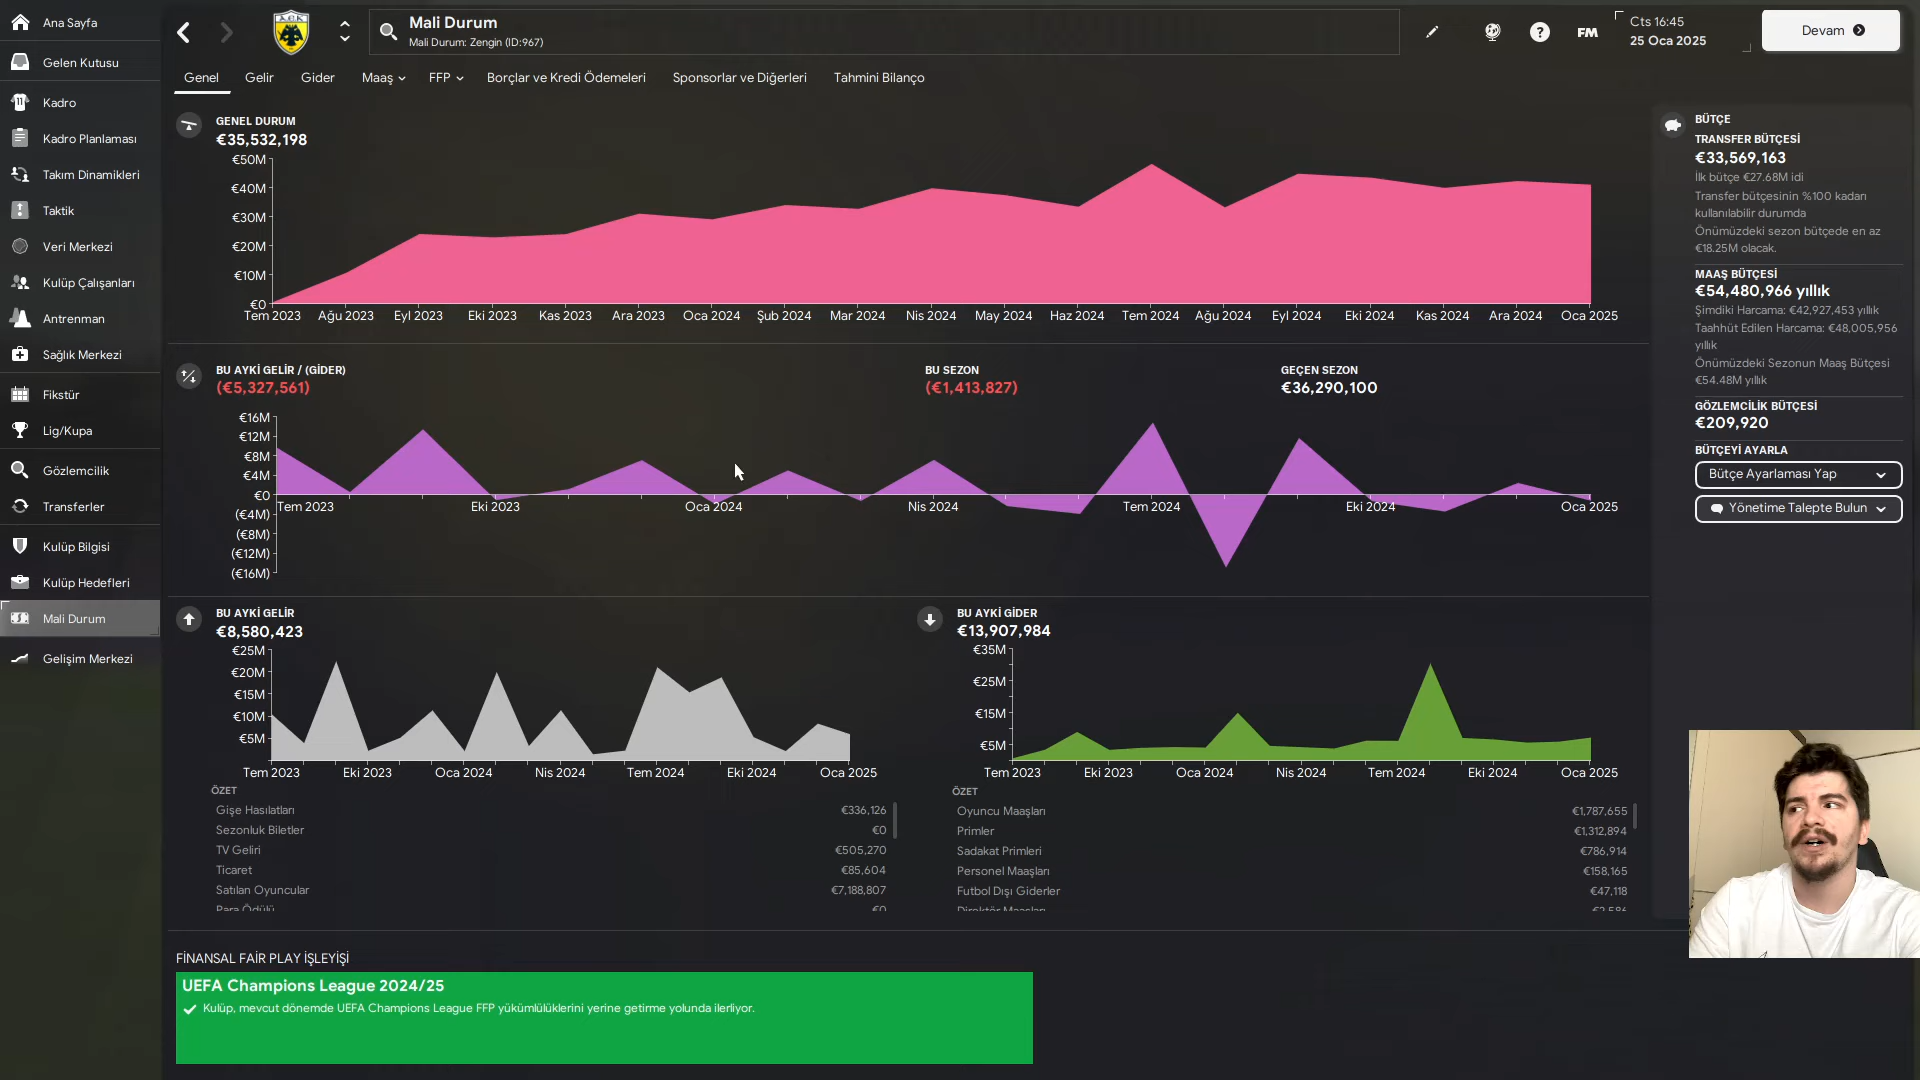 Ana Sayfa
Gelen Kutusu
Kadro
Kadro Planlaması
Takım Dinamikleri
Taktik
Veri Merkezi
Kulüp Çalışanları
Antrenman
Sağlık Merkezi
Fikstür
Lig/Kupa
Gözlemcilik
Transferler
Kulüp Bilgisi
Kulüp Hedefleri
Mali Durum
Gelişim Merkezi
Mali Durum
Mali Durum: Zengin (ID:967)
FM
Cts 16:45
25 Oca 2025
Devam
Genel Gelir Gider Maaş FFP Borçlar ve Kredi Ödemeleri Sponsorlar ve Diğerleri Tahmini Bilanço
GENEL DURUM
€35,532,198
€50M
€40M
€30M
€20M
€10M
€0
Tem 2023 Ağu 2023 Eyl 2023 Eki 2023 Kas 2023 Ara 2023 Oca 2024 Şub 2024 Mar 2024 Nis 2024 May 2024 Haz 2024 Tem 2024 Ağu 2024 Eyl 2024 Eki 2024 Kas 2024 Ara 2024 Oca 2025
BU AYKİ GELİR / (GİDER)
(€5,327,561)
BU SEZON
(€1,413,827)
GEÇEN SEZON
€36,290,100
€16M
€12M
€8M
€4M
€0
(€4M)
(€8M)
(€12M)
(€16M)
Tem 2023 Eki 2023 Oca 2024 Nis 2024 Tem 2024 Eki 2024 Oca 2025
BU AYKİ GELİR
€8,580,423
€25M
€20M
€15M
€10M
€5M
Tem 2023 Eki 2023 Oca 2024 Nis 2024 Tem 2024 Eki 2024 Oca 2025
ÖZET
Gişe Hasılatları €336,126
Sezonluk Biletler €0
TV Geliri €505,270
Ticaret €85,604
Satılan Oyuncular €7,188,807
Para Ödülü €0
BU AYKİ GİDER
€13,907,984
€35M
€25M
€15M
€5M
Tem 2023 Eki 2023 Oca 2024 Nis 2024 Tem 2024 Eki 2024 Oca 2025
ÖZET
Oyuncu Maaşları €1,787,655
Primler €1,312,894
Sadakat Primleri €786,914
Personel Maaşları €158,165
Futbol Dışı Giderler €47,118
Direktör Maaşları €2,586
FİNANSAL FAIR PLAY İŞLEYİŞİ
UEFA Champions League 2024/25
Kulüp, mevcut dönemde UEFA Champions League FFP yükümlülüklerini yerine getirme yolunda ilerliyor.
BÜTÇE
TRANSFER BÜTÇESİ
€33,569,163
İlk bütçe €27.68M idi
Transfer bütçesinin %100 kadarı
kullanılabilir durumda
Önümüzdeki sezon bütçede en az
€18.25M olacak.
MAAŞ BÜTÇESİ
€54,480,966 yıllık
Şimdiki Harcama: €42,927,453 yıllık
Taahhüt Edilen Harcama: €48,005,956
yıllık
Önümüzdeki Sezonun Maaş Bütçesi
€54.48M yıllık
GÖZLEMCİLİK BÜTÇESİ
€209,920
BÜTÇEYİ AYARLA
Bütçe Ayarlaması Yap
Yönetime Talepte Bulun